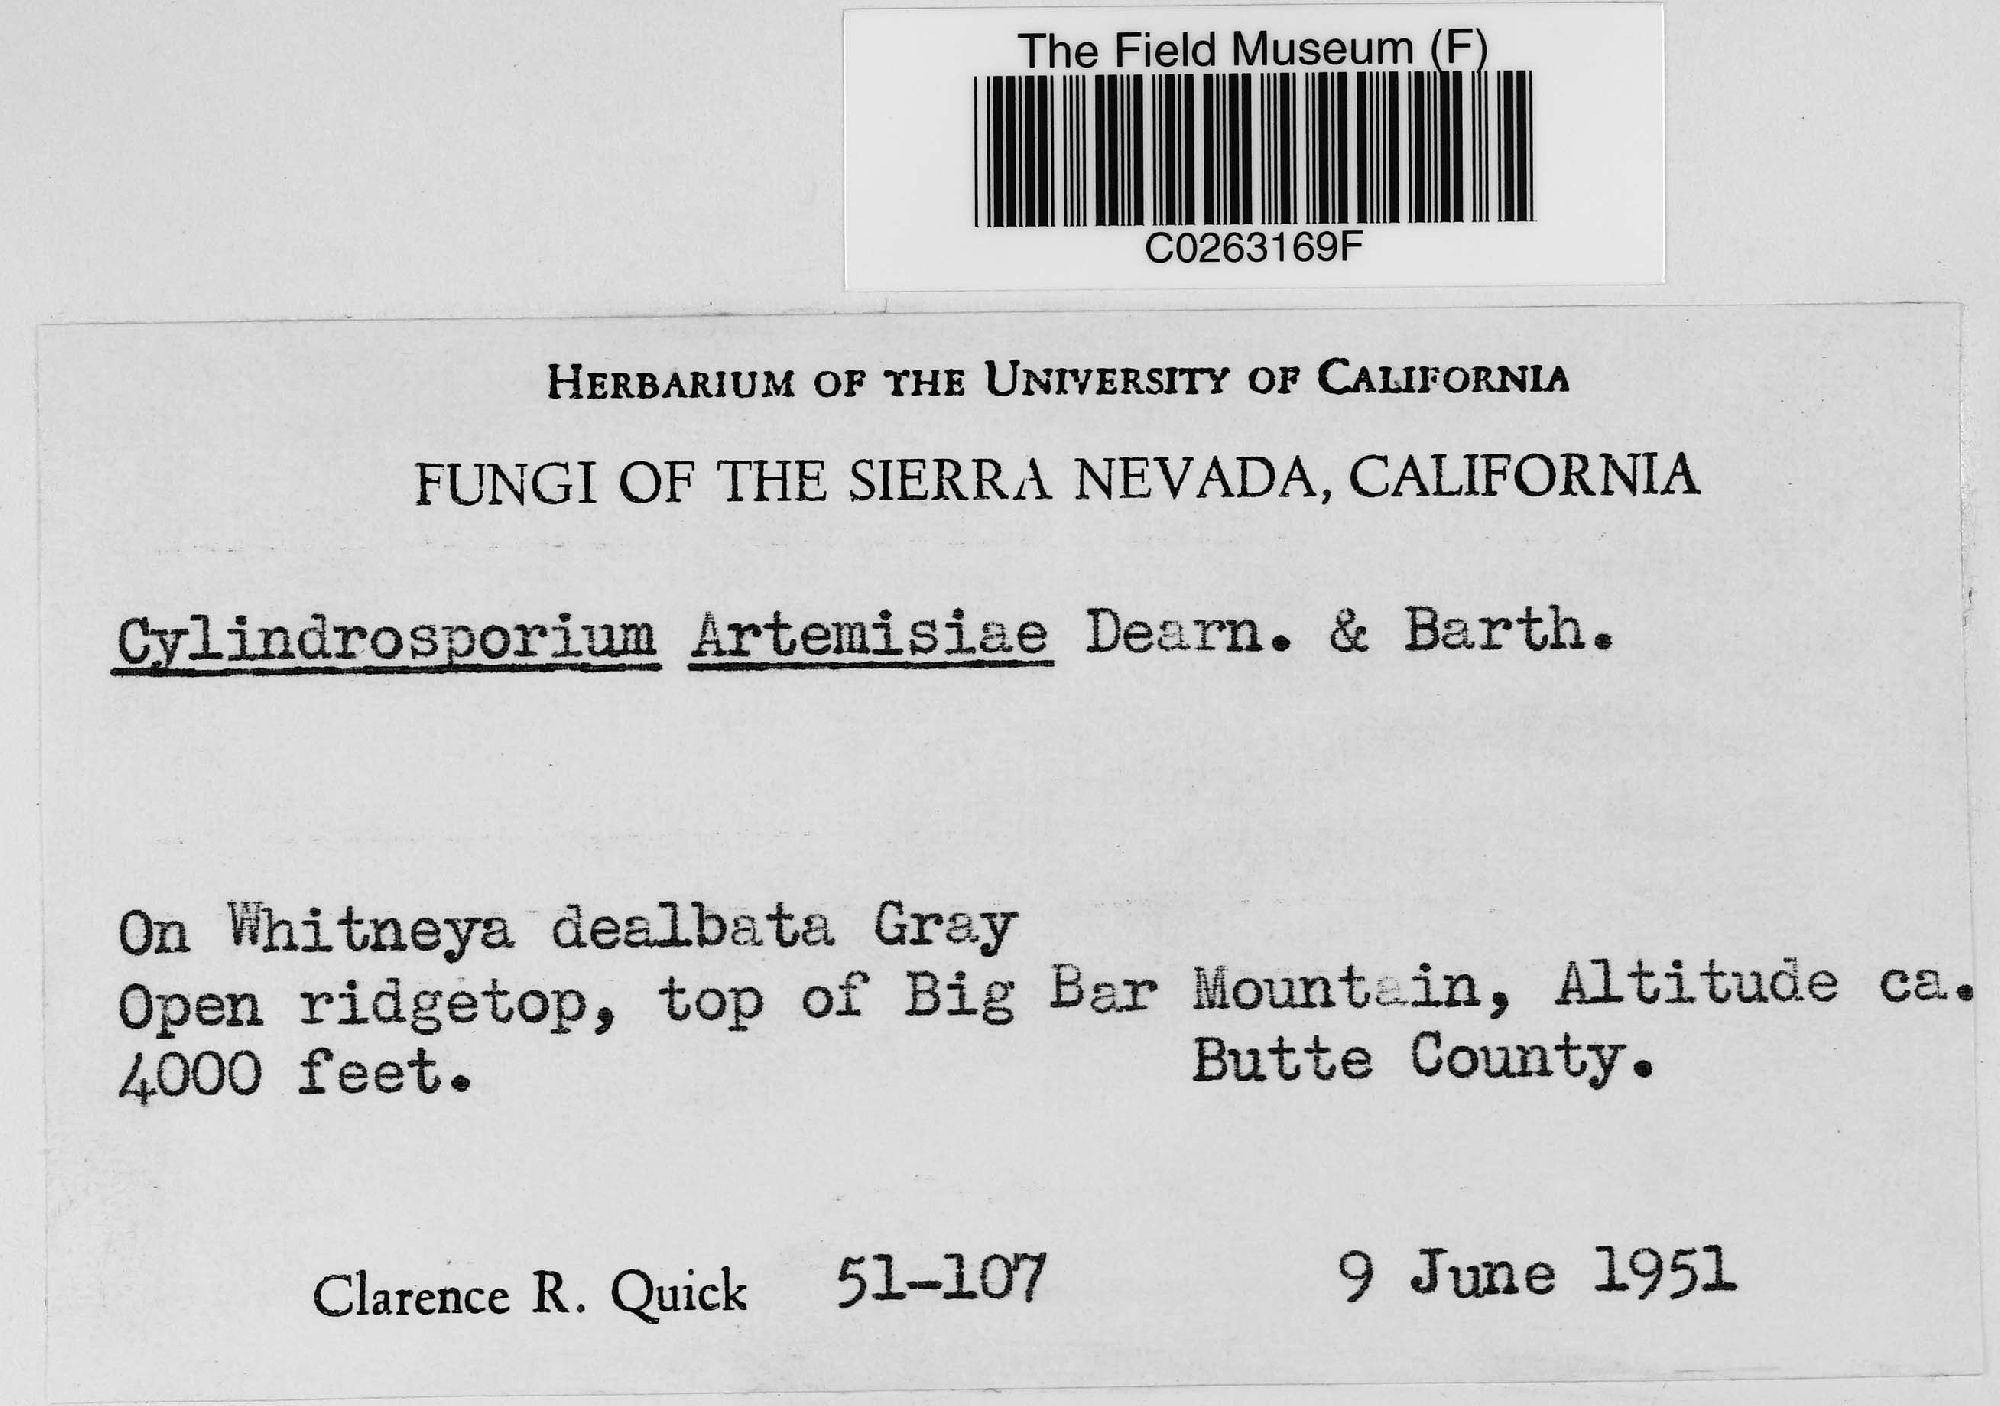 The Field Museum (F)
C0263169F
HERBARIUM OF THE UNIVERSITY OF CALIFORNIA
FUNGI OF THE SIERRA NEVADA, CALIFORNIA
Cylindrosporium Artemisiae Dearn. & Barth.
On Whitneya dealbata Gray
Open ridgetop, top of Big Bar Mountain, Altitude ca.
4000 feet. Butte County.
Clarence R. Quick 51-107 9 June 1951